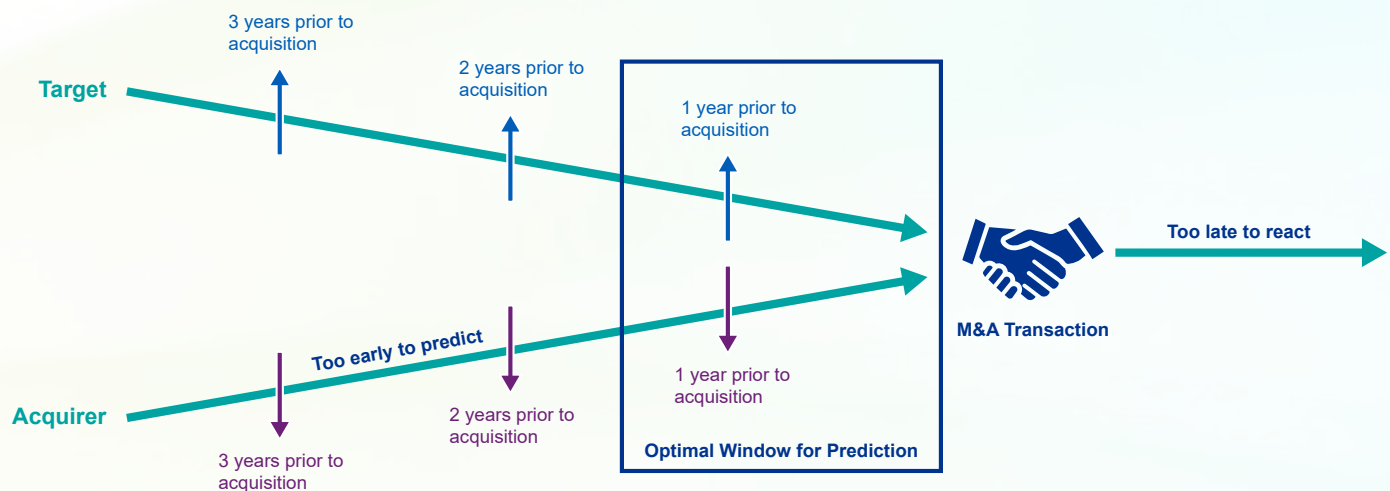 3 years prior to
acquisition
Target
2 years prior to
acquisition
1 year prior to
acquisition
Too late to react
M&A Transaction
Too early to predict
1 year prior to
acquisition
Acquirer
2 years prior to
acquisition
Optimal Window for Prediction
3 years prior to
acquisition